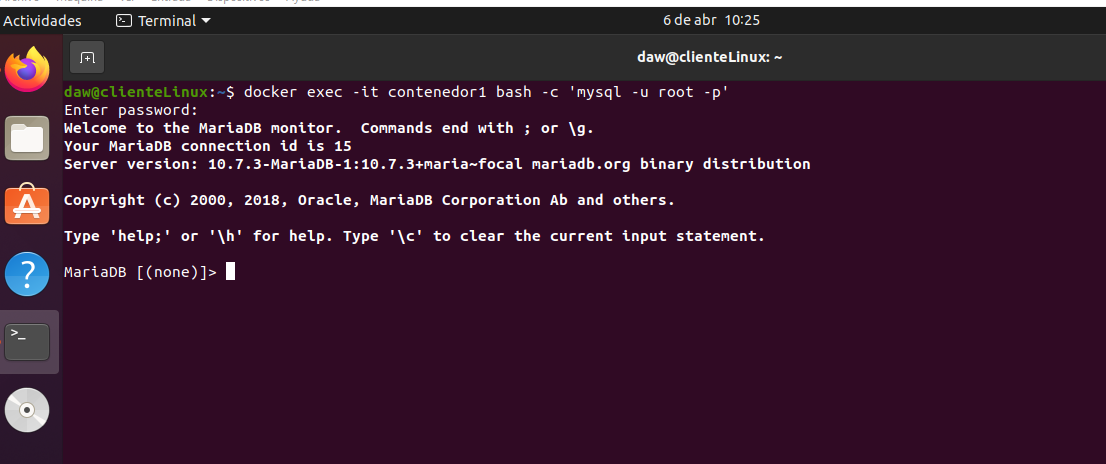 Actividades
Terminal
6 de abr 10:25
daw@clienteLinux: ~
daw@clienteLinux:~$ docker exec -it contenedor1 bash -c 'mysql -u root -p'
Enter password:
Welcome to the MariaDB monitor.  Commands end with ; or \g.
Your MariaDB connection id is 15
Server version: 10.7.3-MariaDB-1:10.7.3+maria~focal mariadb.org binary distribution
Copyright (c) 2000, 2018, Oracle, MariaDB Corporation Ab and others.
Type 'help;' or '\h' for help. Type '\c' to clear the current input statement.
MariaDB [(none)]>